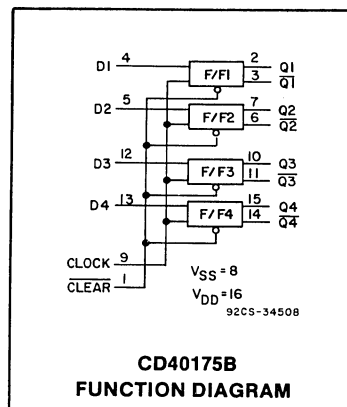 D1 4 F/F1 2 Q1
3 Q1
D2 5 F/F2 7 Q2
6 Q2
D3 12 F/F3 10 Q3
11 Q3
D4 13 F/F4 15 Q4
14 Q4
CLOCK 9
CLEAR 1
VSS = 8
VDD = 16
92CS-34508
CD40175B
FUNCTION DIAGRAM